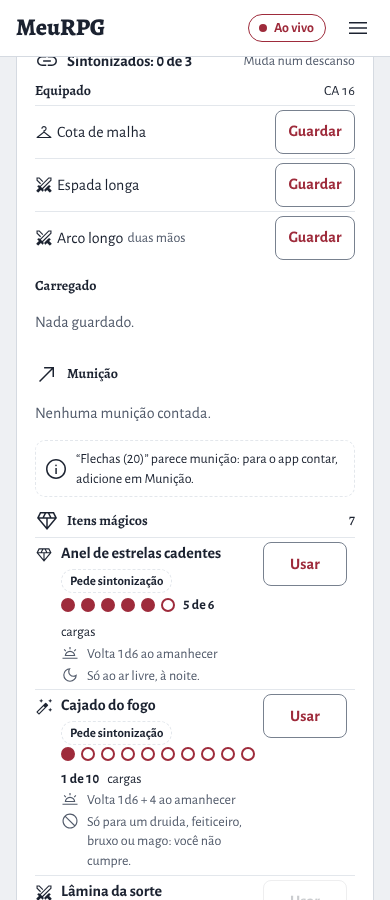 MeuRPG
Ao vivo
Sintonizados: 0 de 3
Muda num descanso
Equipado
CA 16
Cota de malha
Guardar
Espada longa
Guardar
Arco longo duas mãos
Guardar
Carregado
Nada guardado.
Munição
Nenhuma munição contada.
“Flechas (20)” parece munição: para o app contar,
adicione em Munição.
Itens mágicos
7
Anel de estrelas cadentes
Usar
Pede sintonização
5 de 6
cargas
Volta 1d6 ao amanhecer
Só ao ar livre, à noite.
Cajado do fogo
Usar
Pede sintonização
1 de 10 cargas
Volta 1d6 + 4 ao amanhecer
Só para um druida, feiticeiro,
bruxo ou mago: você não
cumpre.
Lâmina da sorte
Usar